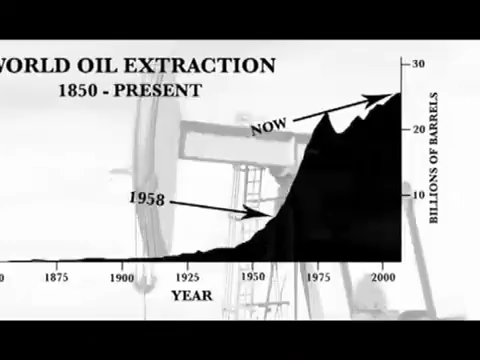 WORLD OIL EXTRACTION
1850 - PRESENT
30
NOW
20
BILLIONS OF BARRELS
1958
10
0 1875 1900 1925 1950 1975 2000
YEAR